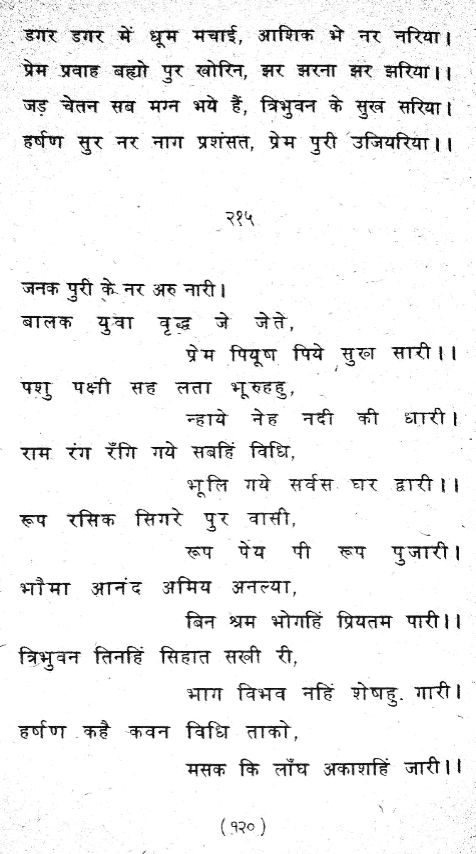 डगर डगर में धूम मचाई, आशिक भे नर नरिया।
प्रेम प्रवाह बह्यो पुर खोरिन, झर झरना झर झरिया।।
जड़ चेतन सब मग्न भये हैं, त्रिभुवन के सुख सरिया।
हर्षण सुर नर नाग प्रशंसत, प्रेम पुरी उजियरिया।।
२१५
जनक पुरी के नर अरु नारी।
बालक युवा वृद्ध जे जेते,
प्रेम पियूष पिये सुख सारी।।
पशु पक्षी सह लता भूरुहहु,
न्हाये नेह नदी की धारी।
राम रंग रँगि गये सबहिं विधि,
भूलि गये सर्वस घर द्वारी।।
रूप रसिक सिगरे पुर वासी,
रूप पेय पी रूप पुजारी।
भौमा आनंद अमिय अनल्या,
बिन श्रम भोगहिं प्रियतम पारी।।
त्रिभुवन तिनहिं सिहात सखी री,
भाग विभव नहिं शेषहु गारी।
हर्षण कहै कवन विधि ताको,
मसक कि लाँघ अकाशहिं जारी।।
(१२०)